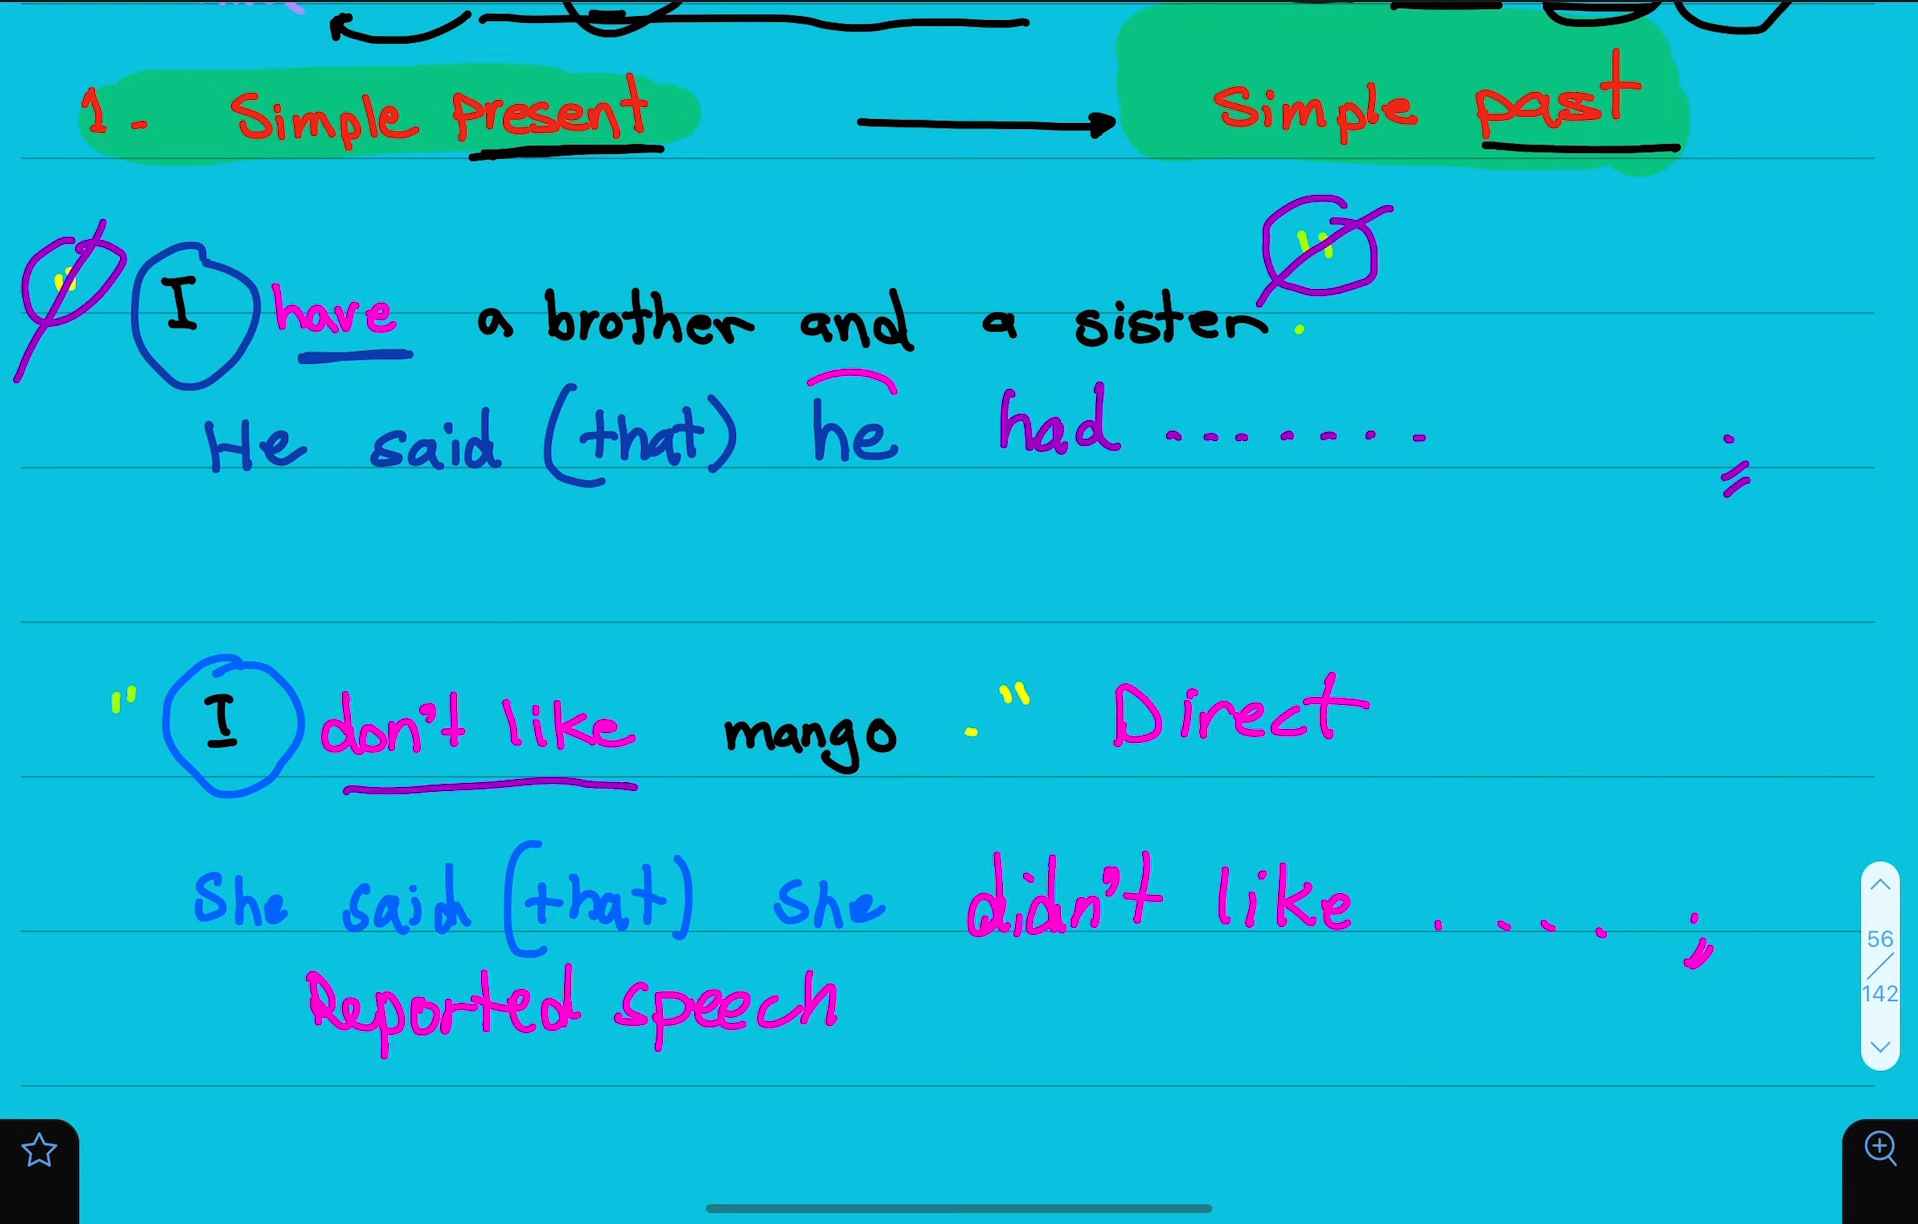 1- Simple present → Simple past
" I have a brother and a sister. "
He said (that) he had ........
" I don't like mango. " Direct
She said (that) she didn't like ....
Reported speech
56
142